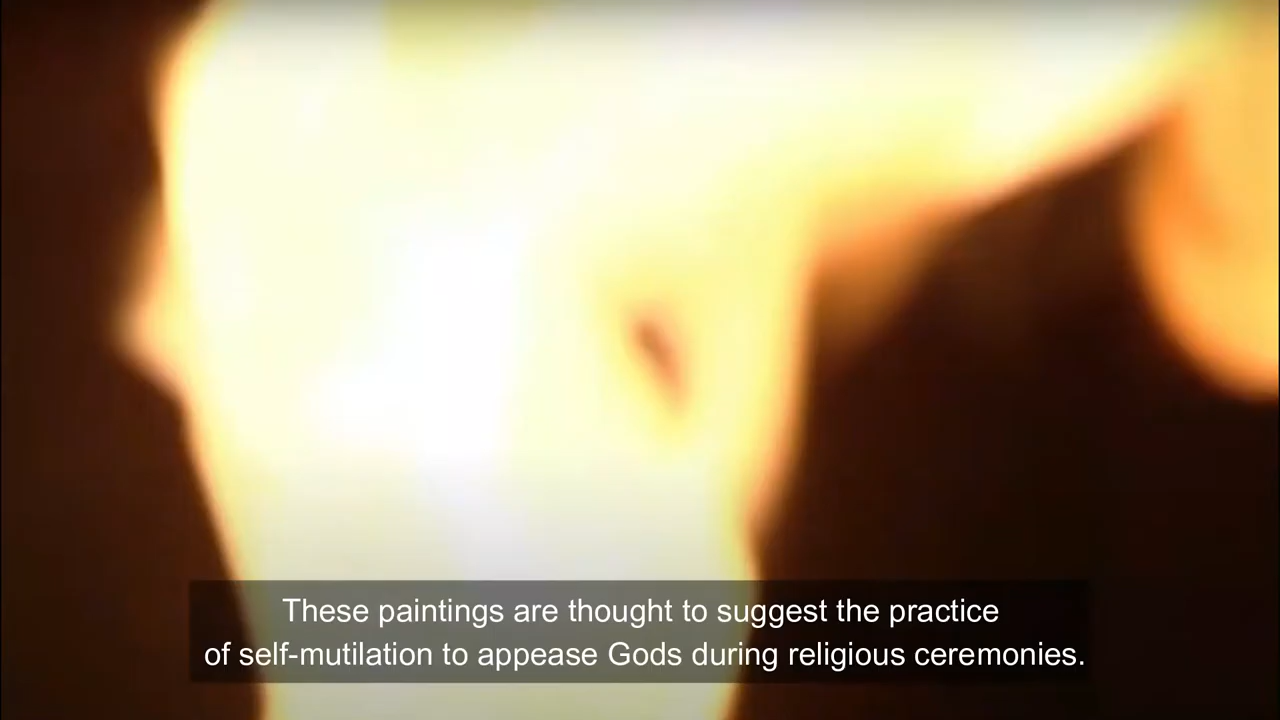 These paintings are thought to suggest the practice
of self-mutilation to appease Gods during religious ceremonies.